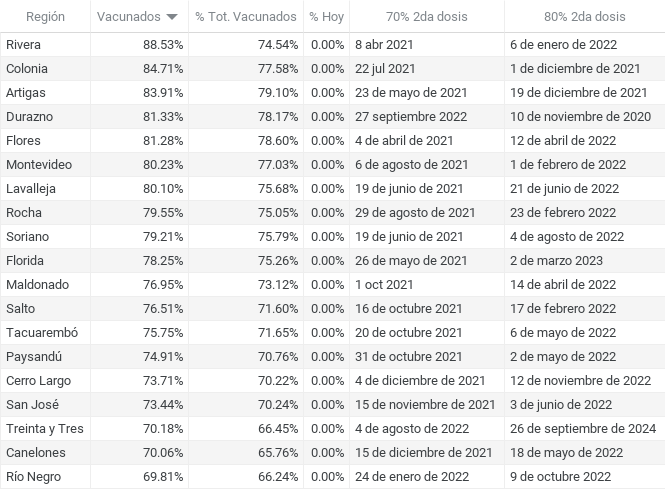 Región Vacunados % Tot. Vacunados % Hoy 70% 2da dosis 80% 2da dosis
Rivera 88.53% 74.54% 0.00% 8 abr 2021 6 de enero de 2022
Colonia 84.71% 77.58% 0.00% 22 jul 2021 1 de diciembre de 2021
Artigas 83.91% 79.10% 0.00% 23 de mayo de 2021 19 de diciembre de 2021
Durazno 81.33% 78.17% 0.00% 27 septiembre 2022 10 de noviembre de 2020
Flores 81.28% 78.60% 0.00% 4 de abril de 2021 12 de abril de 2022
Montevideo 80.23% 77.03% 0.00% 6 de agosto de 2021 1 de febrero de 2022
Lavalleja 80.10% 75.68% 0.00% 19 de junio de 2021 21 de junio de 2022
Rocha 79.55% 75.05% 0.00% 29 de agosto de 2021 23 de febrero 2022
Soriano 79.21% 75.79% 0.00% 19 de junio de 2021 4 de agosto de 2022
Florida 78.25% 75.26% 0.00% 26 de mayo de 2021 2 de marzo 2023
Maldonado 76.95% 73.12% 0.00% 1 oct 2021 14 de abril de 2022
Salto 76.51% 71.60% 0.00% 16 de octubre 2021 17 de febrero de 2022
Tacuarembó 75.75% 71.65% 0.00% 20 de octubre 2021 6 de mayo de 2022
Paysandú 74.91% 70.76% 0.00% 31 de octubre 2021 2 de mayo de 2022
Cerro Largo 73.71% 70.22% 0.00% 4 de diciembre de 2021 12 de noviembre de 2022
San José 73.44% 70.24% 0.00% 15 de noviembre de 2021 3 de junio de 2022
Treinta y Tres 70.18% 66.45% 0.00% 4 de agosto de 2022 26 de septiembre de 2024
Canelones 70.06% 65.76% 0.00% 15 de diciembre de 2021 18 de mayo de 2022
Río Negro 69.81% 66.24% 0.00% 24 de enero de 2022 9 de octubre de 2022